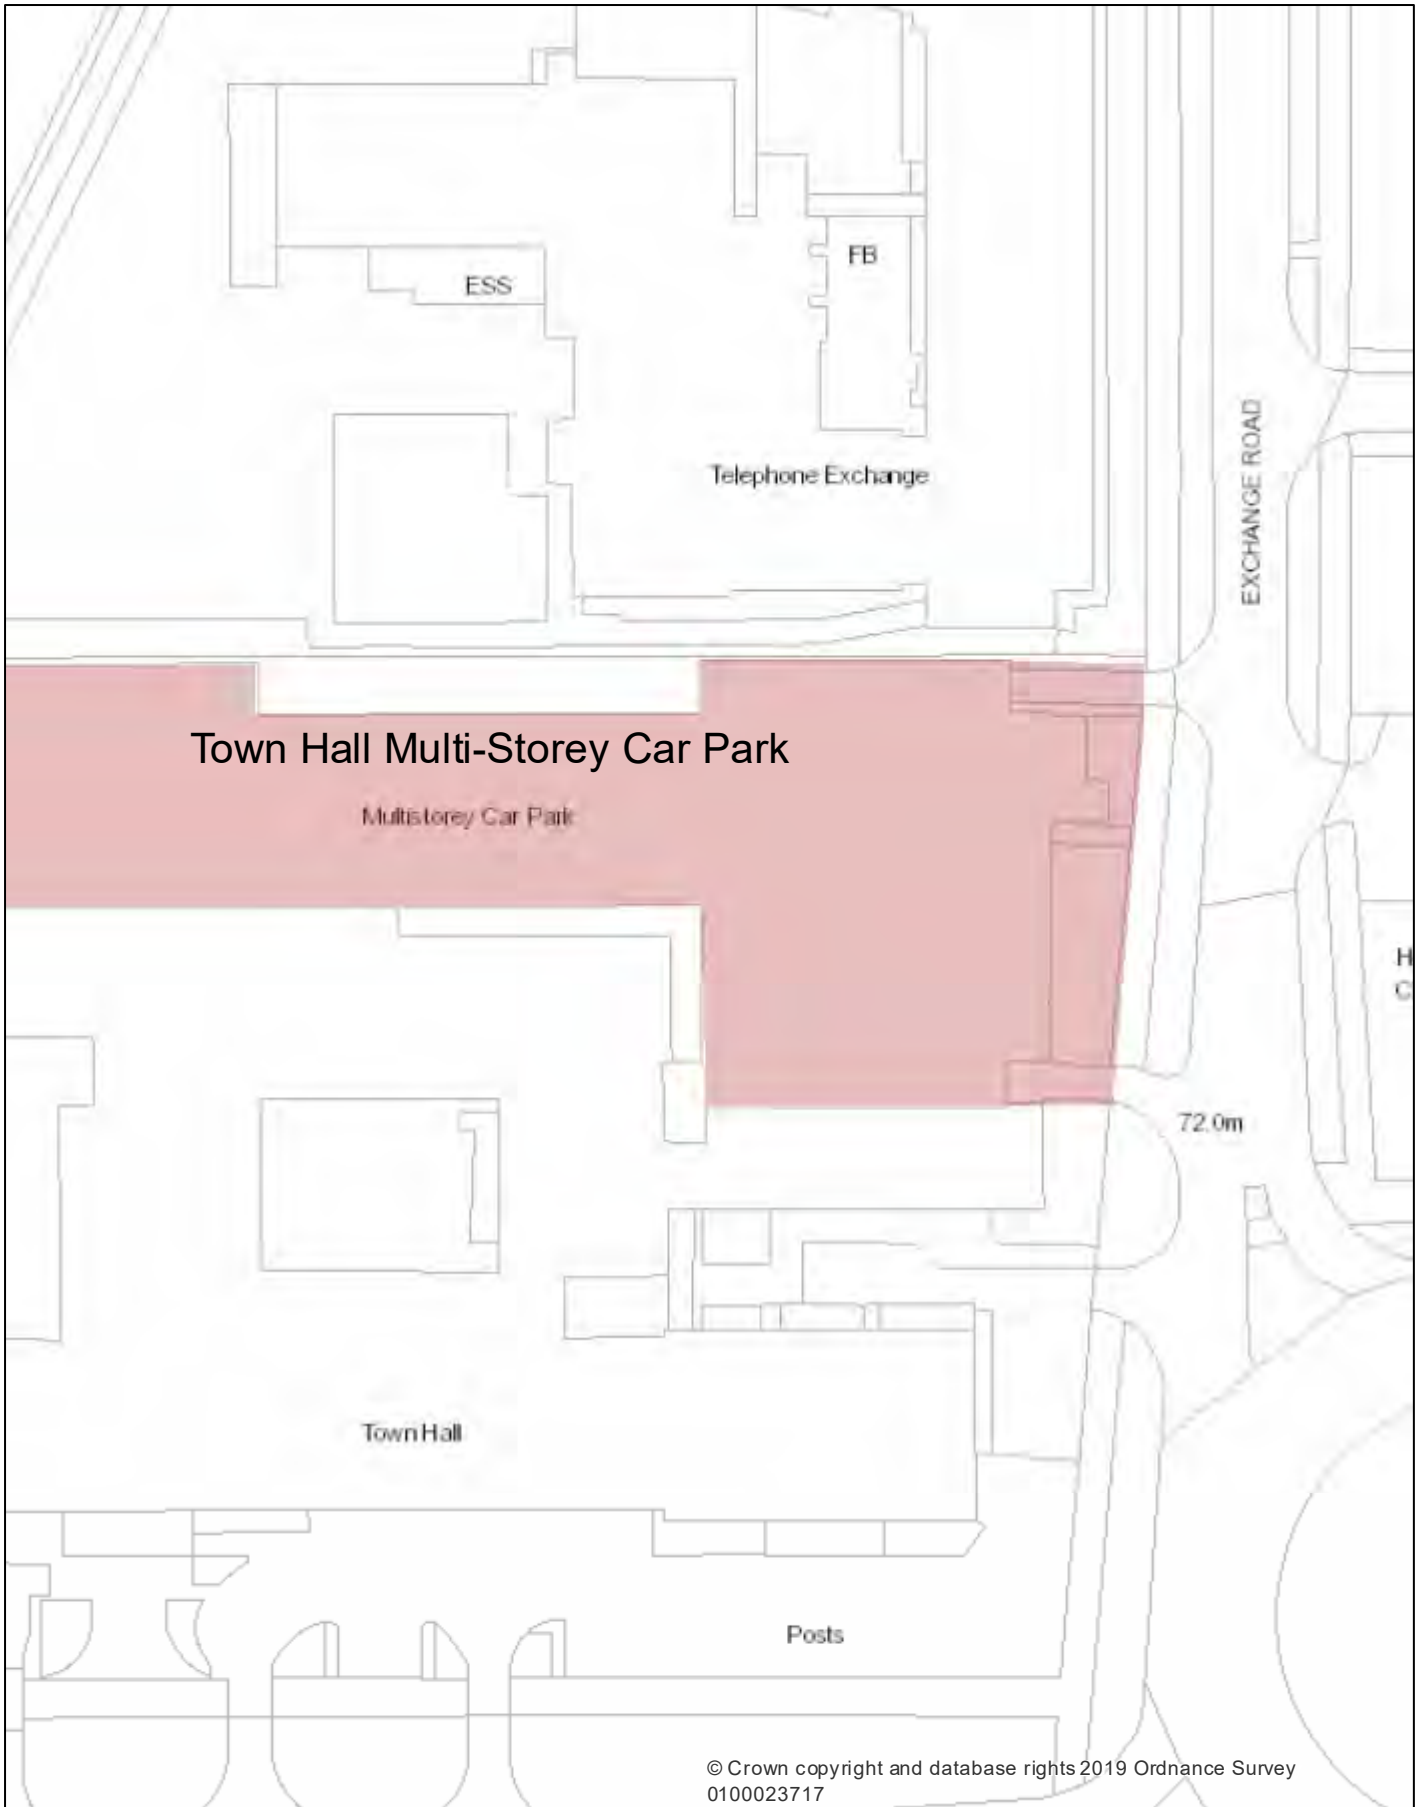 FB
ESS
Telephone Exchange
EXCHANGE ROAD
Town Hall Multi-Storey Car Park
Multistorey Car Park
H
C
72.0m
Town Hall
Posts
© Crown copyright and database rights 2019 Ordnance Survey
0100023717